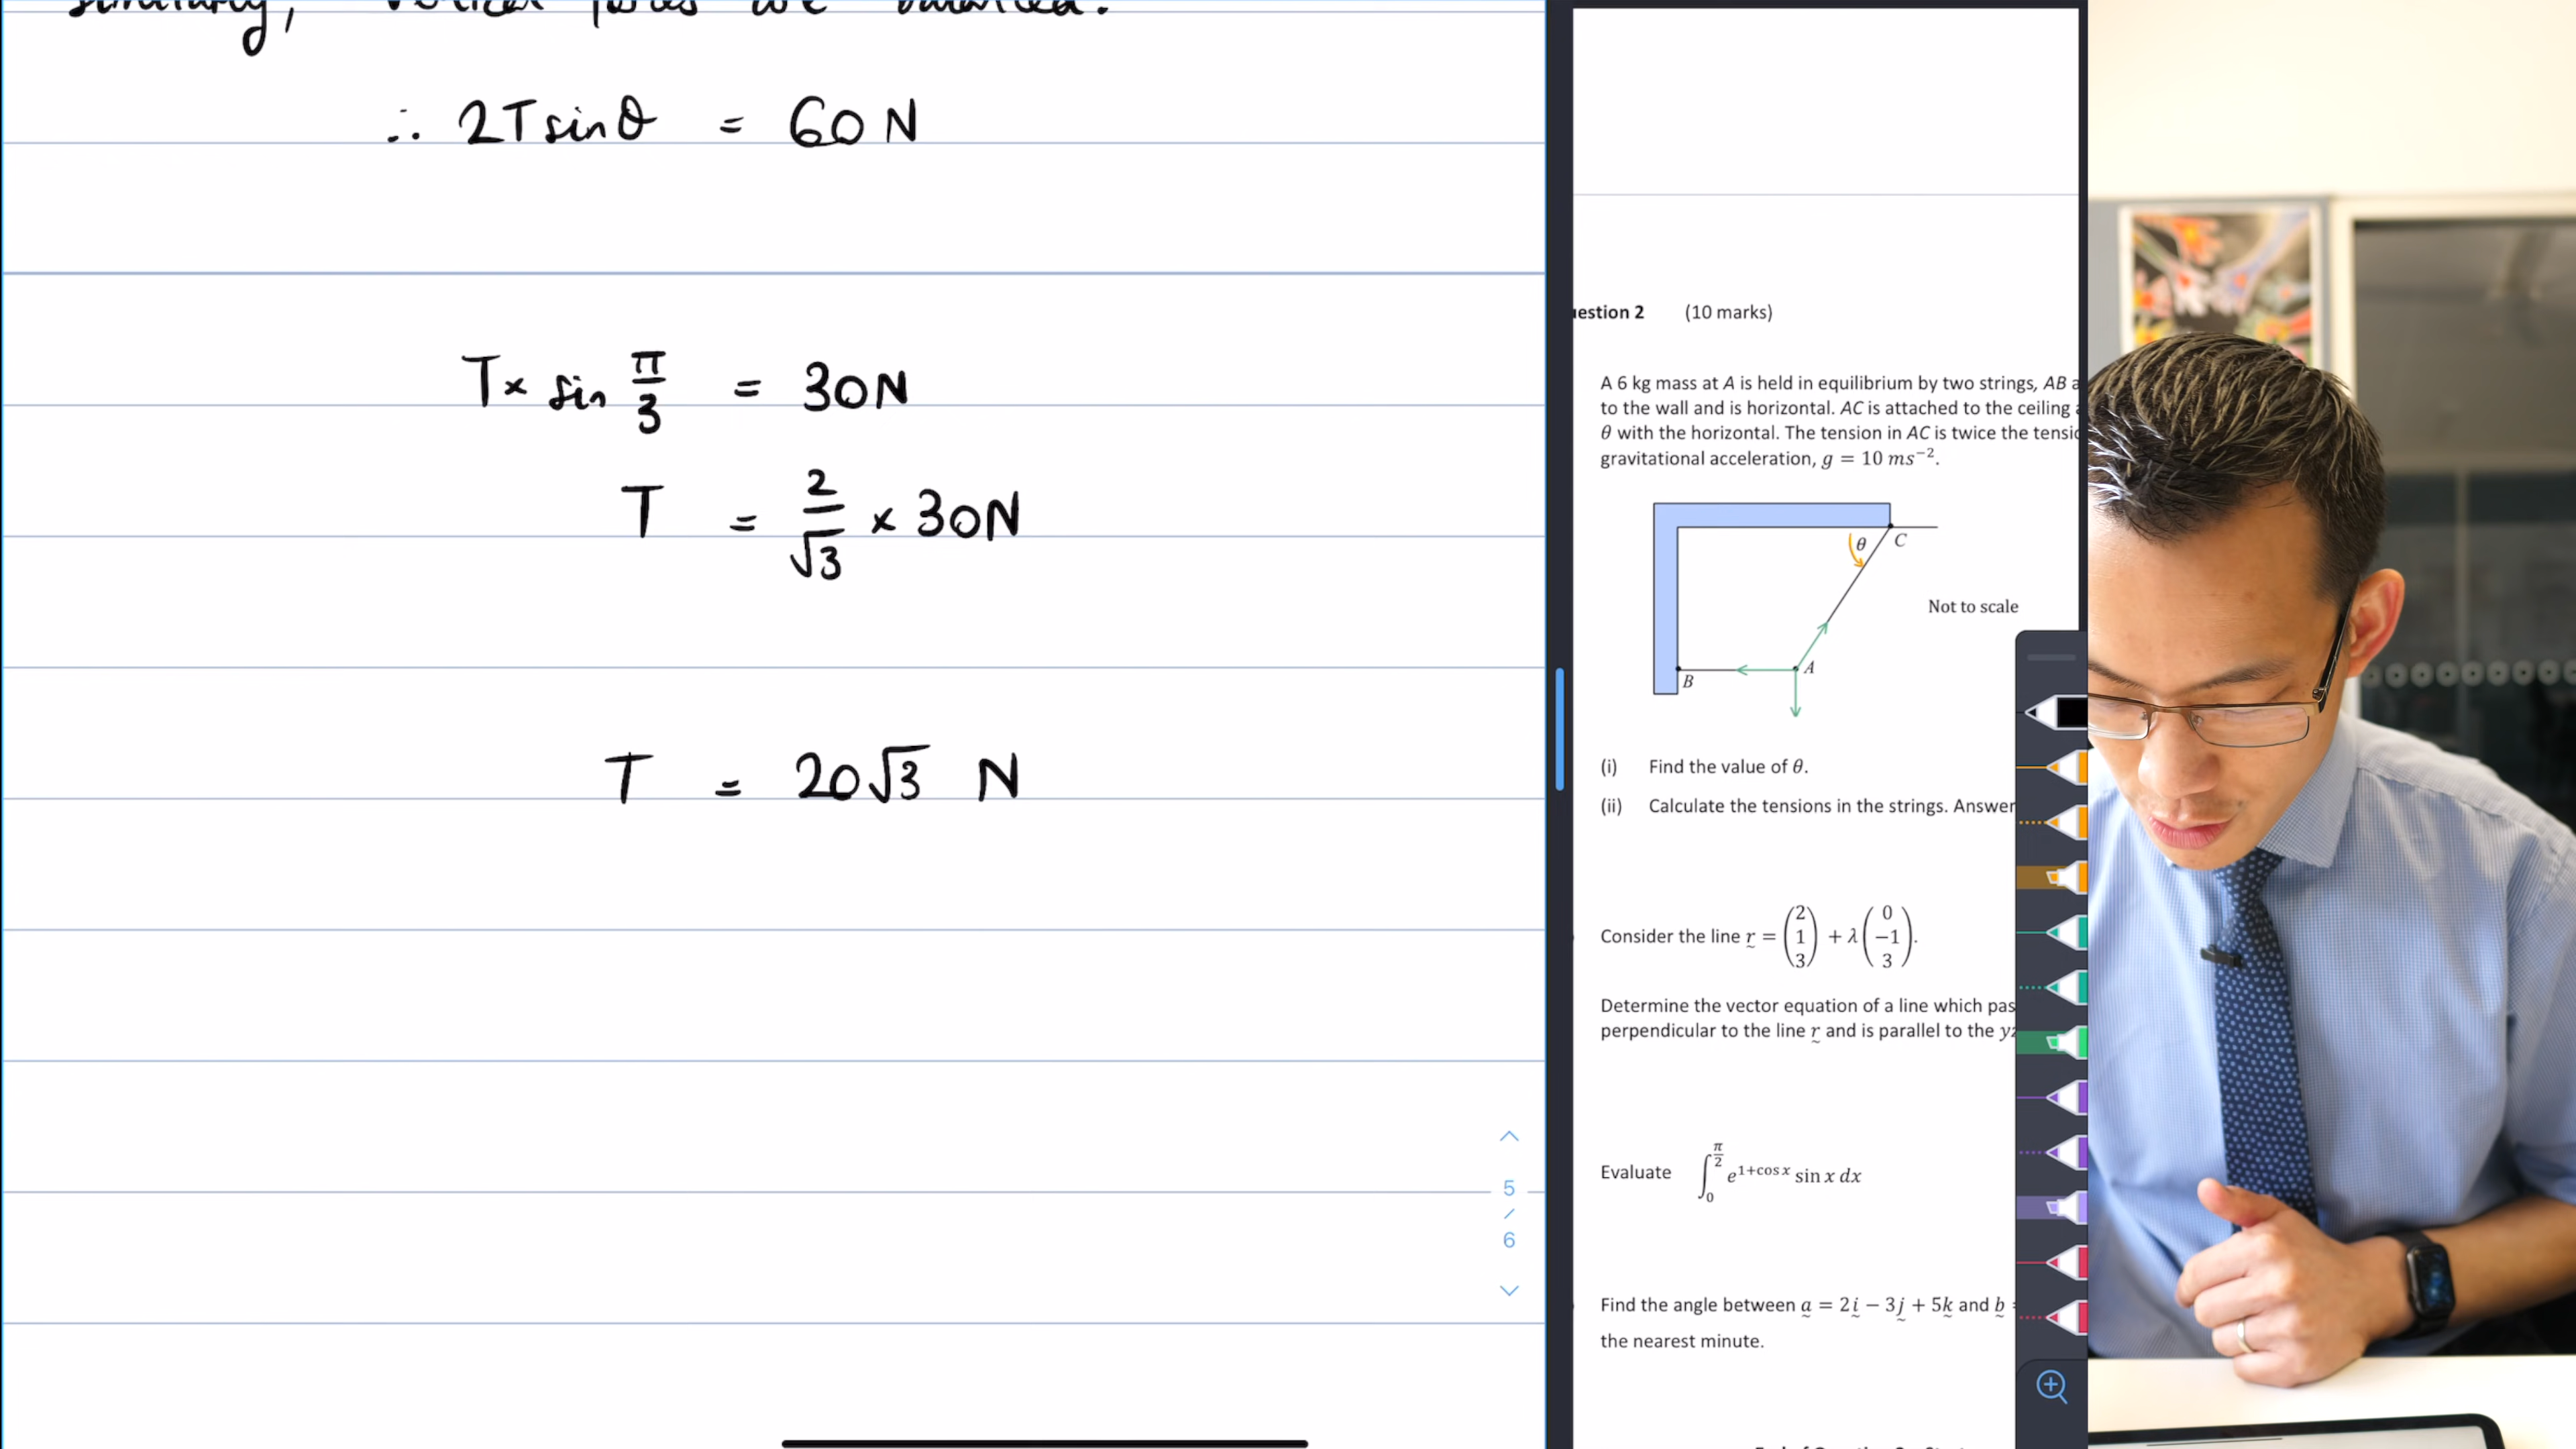 similarly, vertical forces are balanced.
∴ 2T sinθ = 60 N
T × sin π/3 = 30N
T = 2/√3 × 30N
T = 20√3 N
5
/
6
estion 2 (10 marks)
A 6 kg mass at A is held in equilibrium by two strings, AB
to the wall and is horizontal. AC is attached to the ceiling
θ with the horizontal. The tension in AC is twice the
gravitational acceleration, g = 10 ms⁻².
θ
C
Not to scale
A
B
(i) Find the value of θ.
(ii) Calculate the tensions in the strings. Answer
Consider the line r = (2 1 3) + λ(0 −1 3).
Determine the vector equation of a line which pas
perpendicular to the line r and is parallel to the
Evaluate ∫₀^(π/2) e^(1+cos x) sin x dx
Find the angle between a = 2i − 3j + 5k and b
the nearest minute.